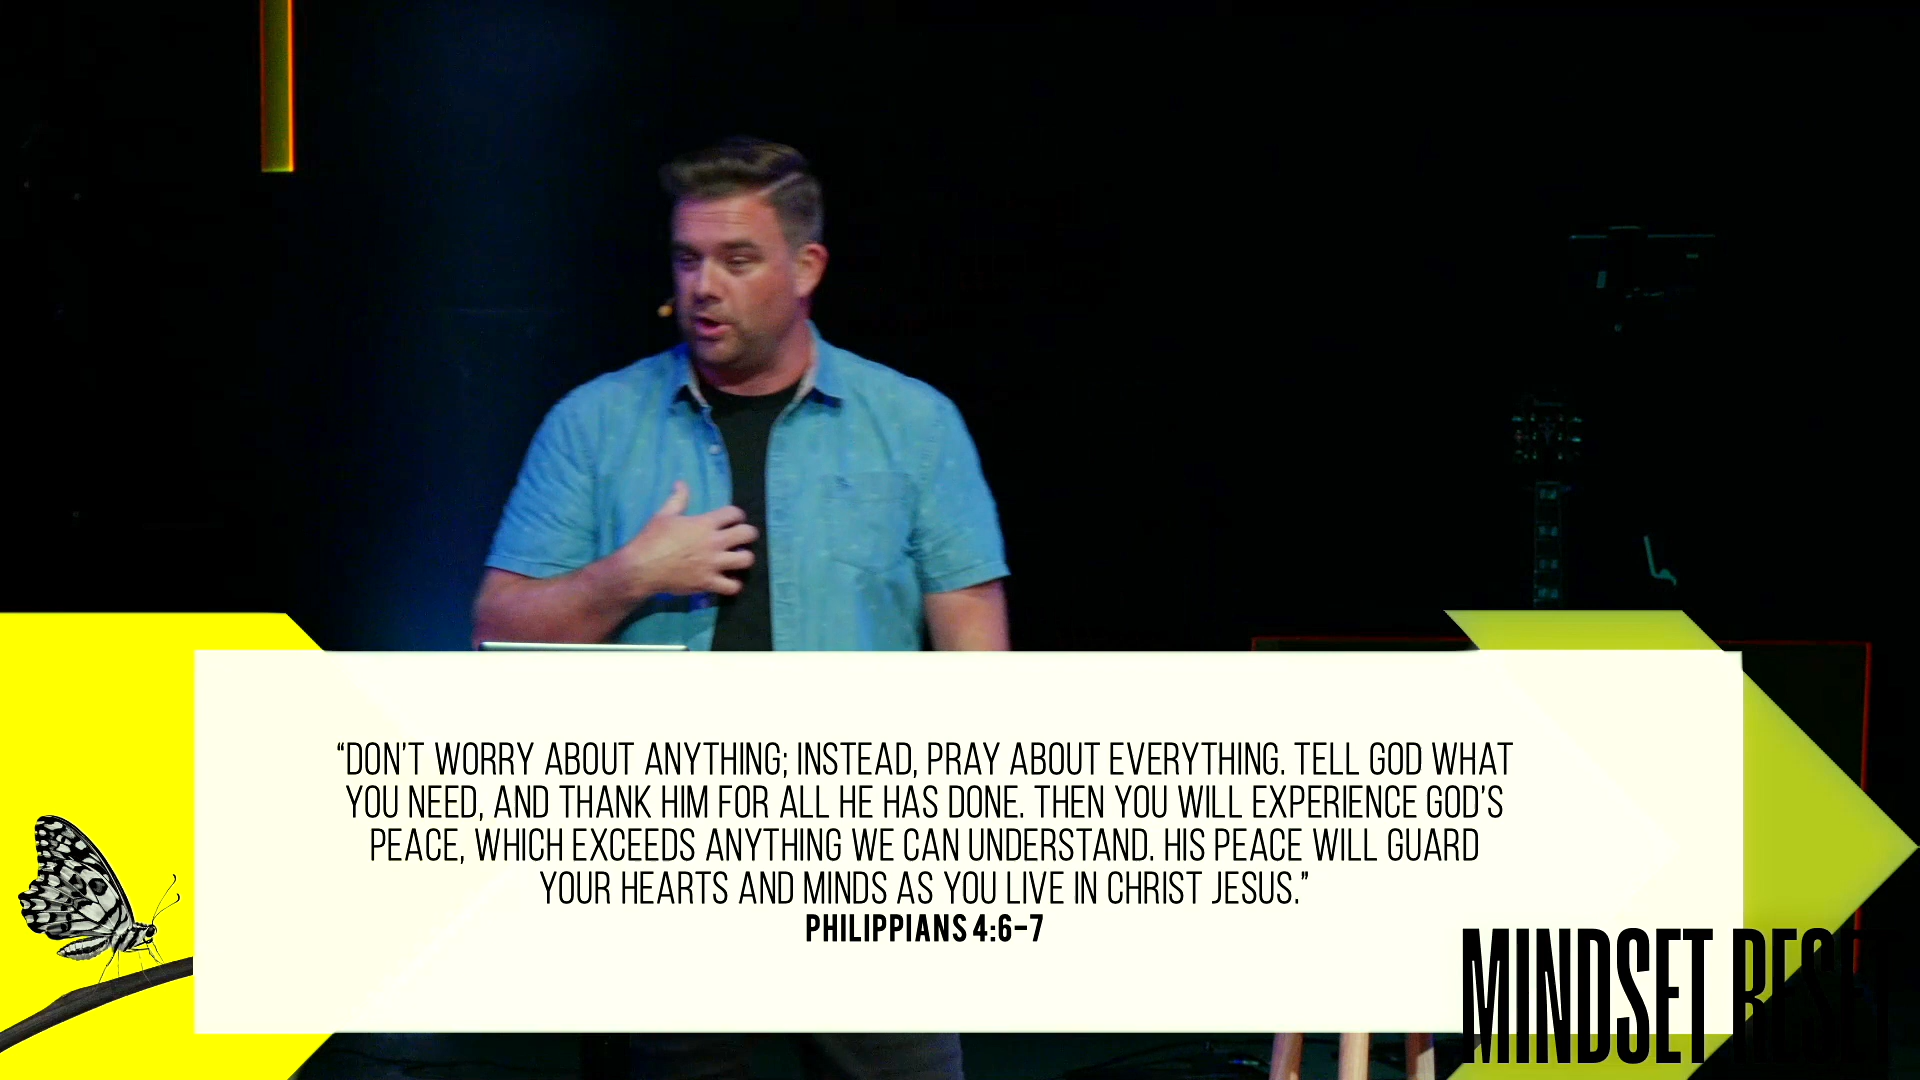 “DON’T WORRY ABOUT ANYTHING; INSTEAD, PRAY ABOUT EVERYTHING. TELL GOD WHAT
YOU NEED, AND THANK HIM FOR ALL HE HAS DONE. THEN YOU WILL EXPERIENCE GOD’S
PEACE, WHICH EXCEEDS ANYTHING WE CAN UNDERSTAND. HIS PEACE WILL GUARD
YOUR HEARTS AND MINDS AS YOU LIVE IN CHRIST JESUS.”
PHILIPPIANS 4:6–7
MINDSET RESET